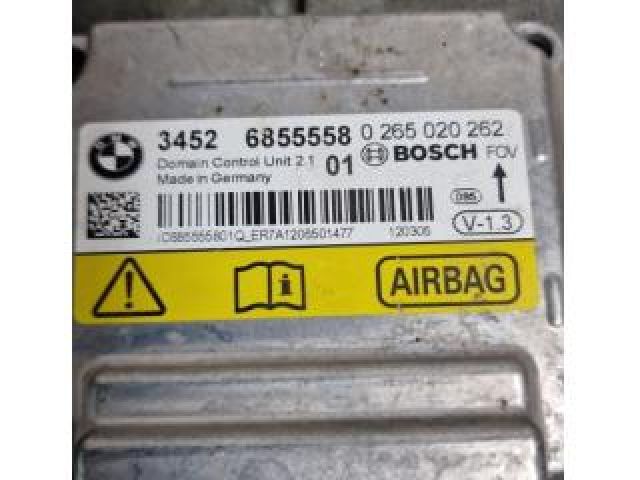 3452 6855558 0 265 020 262
Domain Control Unit 2.1 01 BOSCH FOV
Made in Germany
V-1.3
120306
AIRBAG